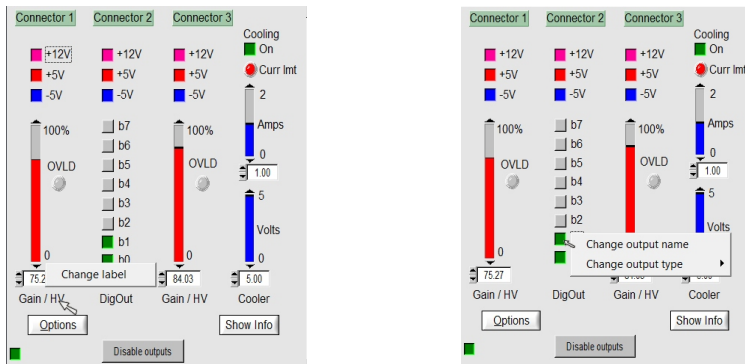 Connector 1 Connector 2 Connector 3
Cooling
On
+12V +12V +12V
Curr lmt
+5V +5V +5V
-5V -5V -5V
2
100% b7 100% Amps
b6
OVLD b5 OVLD 0
b4 1.00
b3 5
b2
b1 Volts
0 b0 0
Change label
75.2 84.03 5.00
Gain / HV DigOut Gain / HV Cooler
Options Show Info
Disable outputs
Connector 1 Connector 2 Connector 3
Cooling
On
+12V +12V +12V
Curr lmt
+5V +5V +5V
-5V -5V -5V
2
100% b7 100% Amps
b6
OVLD b5 OVLD 0
b4 1.00
b3 5
b2
Volts
Change output name
0 Change output type
75.27
Gain / HV DigOut Gain / HV Cooler
Options Show Info
Disable outputs